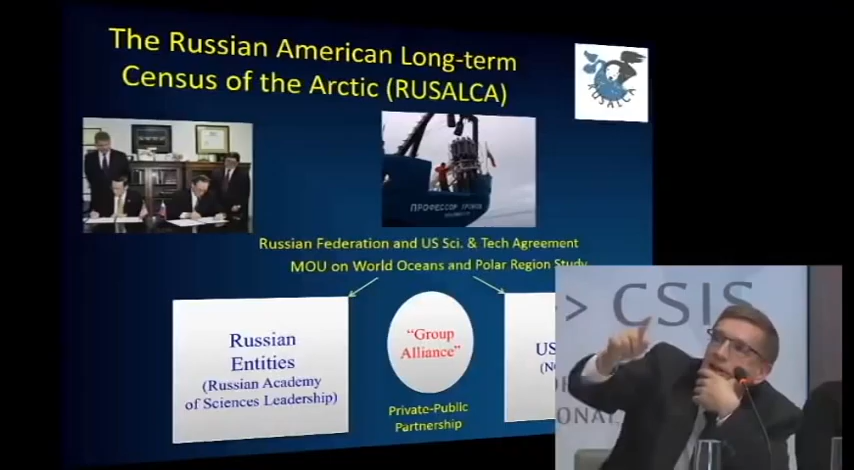 The Russian American Long-term
Census of the Arctic (RUSALCA)
RUSALCA
ПРОФЕССОР ХРОМОВ
Russian Federation and US Sci. & Tech Agreement
MOU on World Oceans and Polar Region Study
Russian
Entities
(Russian Academy
of Sciences Leadership)
"Group
Alliance"
Private-Public
Partnership
US
> CSIS